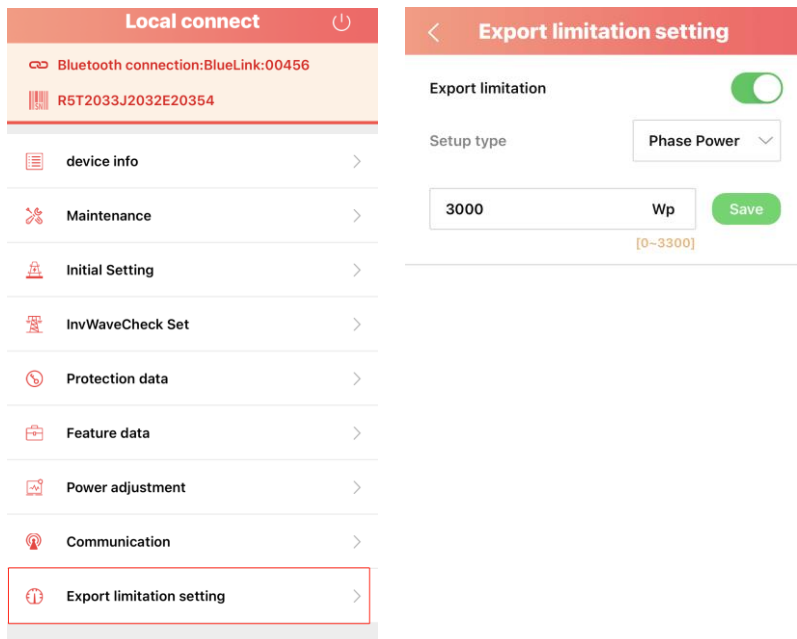 Local connect
Bluetooth connection:BlueLink:00456
SN
R5T2033J2032E20354
device info
Maintenance
Initial Setting
InvWaveCheck Set
Protection data
Feature data
Power adjustment
Communication
Export limitation setting
Export limitation setting
Export limitation
Setup type
Phase Power
3000 Wp
Save
[0~3300]